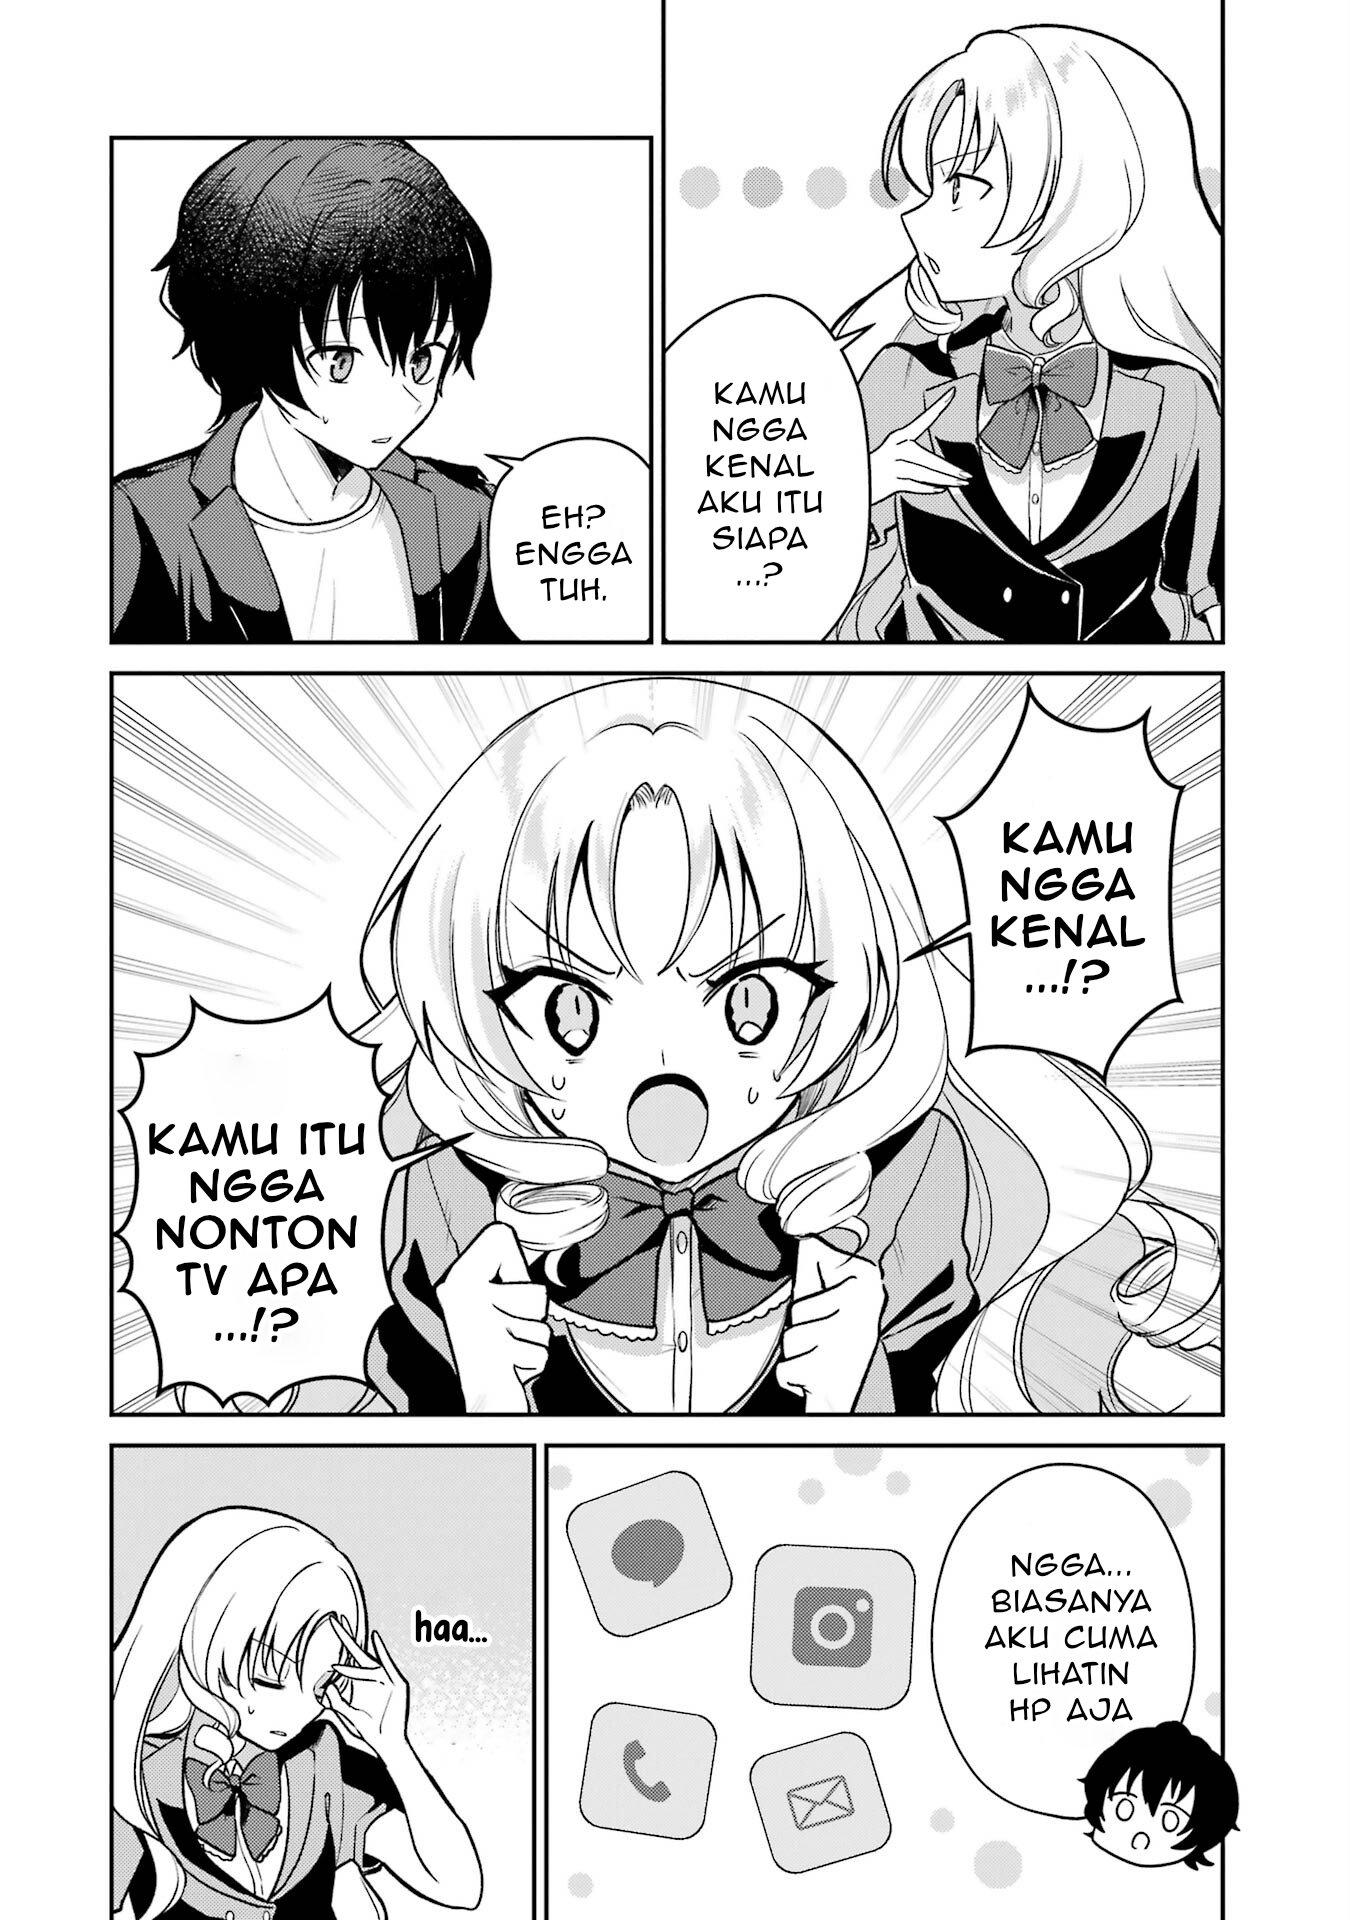 KAMU
NGGA
KENAL
AKU ITU
SIAPA
...?
EH?
ENGGA
TUH.
KAMU
NGGA
KENAL
...!?
KAMU ITU
NGGA
NONTON
TV APA
...!?
NGGA...
BIASANYA
AKU CUMA
LIHATIN
HP AJA
haa...